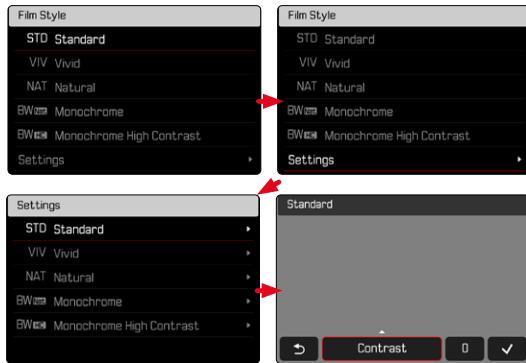 Film Style
STD Standard
VIV Vivid
NAT Natural
BW Monochrome
BW Monochrome High Contrast
Settings
Film Style
STD Standard
VIV Vivid
NAT Natural
BW Monochrome
BW Monochrome High Contrast
Settings
Settings
STD Standard
VIV Vivid
NAT Natural
BW Monochrome
BW Monochrome High Contrast
Standard
Contrast 0